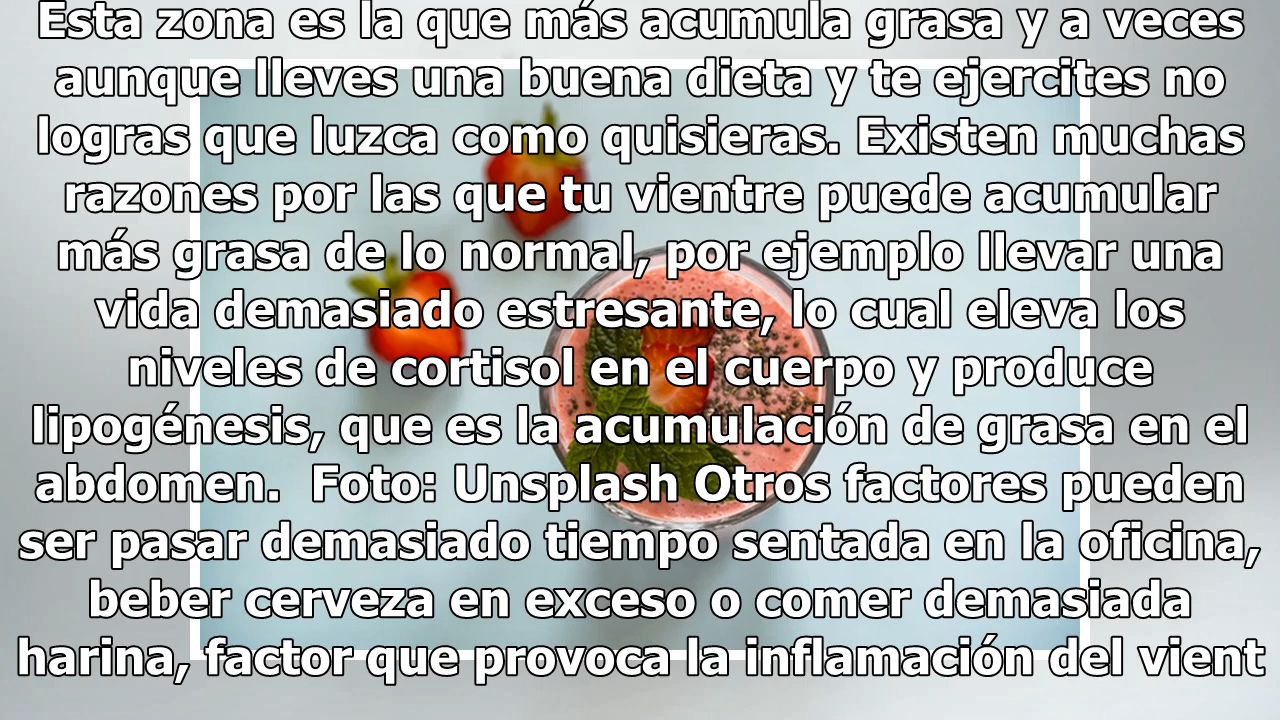 Esta zona es la que más acumula grasa y a veces
aunque lleves una buena dieta y te ejercites no
logras que luzca como quisieras. Existen muchas
razones por las que tu vientre puede acumular
más grasa de lo normal, por ejemplo llevar una
vida demasiado estresante, lo cual eleva los
niveles de cortisol en el cuerpo y produce
lipogénesis, que es la acumulación de grasa en el
abdomen.  Foto: Unsplash Otros factores pueden
ser pasar demasiado tiempo sentada en la oficina,
beber cerveza en exceso o comer demasiada
harina, factor que provoca la inflamación del vient